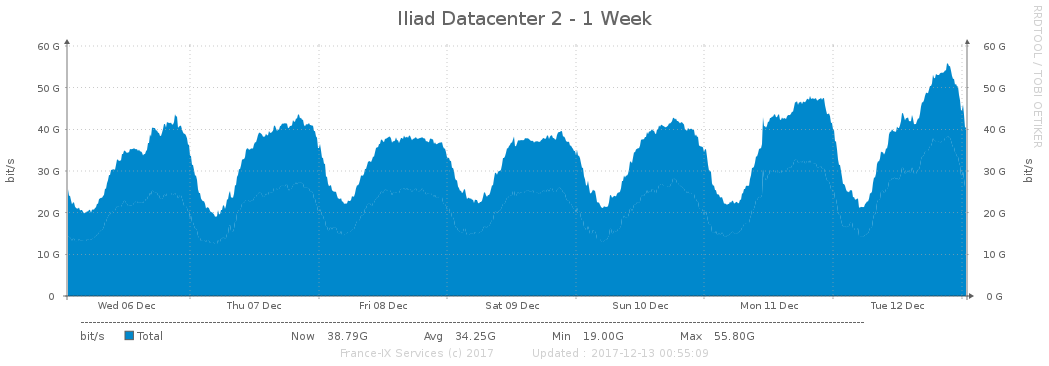 Iliad Datacenter 2 - 1 Week
RRDTOOL / TOBI OETIKER
60 G 60 G
50 G 50 G
40 G 40 G
30 G 30 G
20 G 20 G
10 G 10 G
0 0 G
bit/s bit/s
Wed 06 Dec Thu 07 Dec Fri 08 Dec Sat 09 Dec Sun 10 Dec Mon 11 Dec Tue 12 Dec
bit/s Total Now 38.79G Avg 34.25G Min 19.00G Max 55.80G
France-IX Services (c) 2017 Updated : 2017-12-13 00:55:09